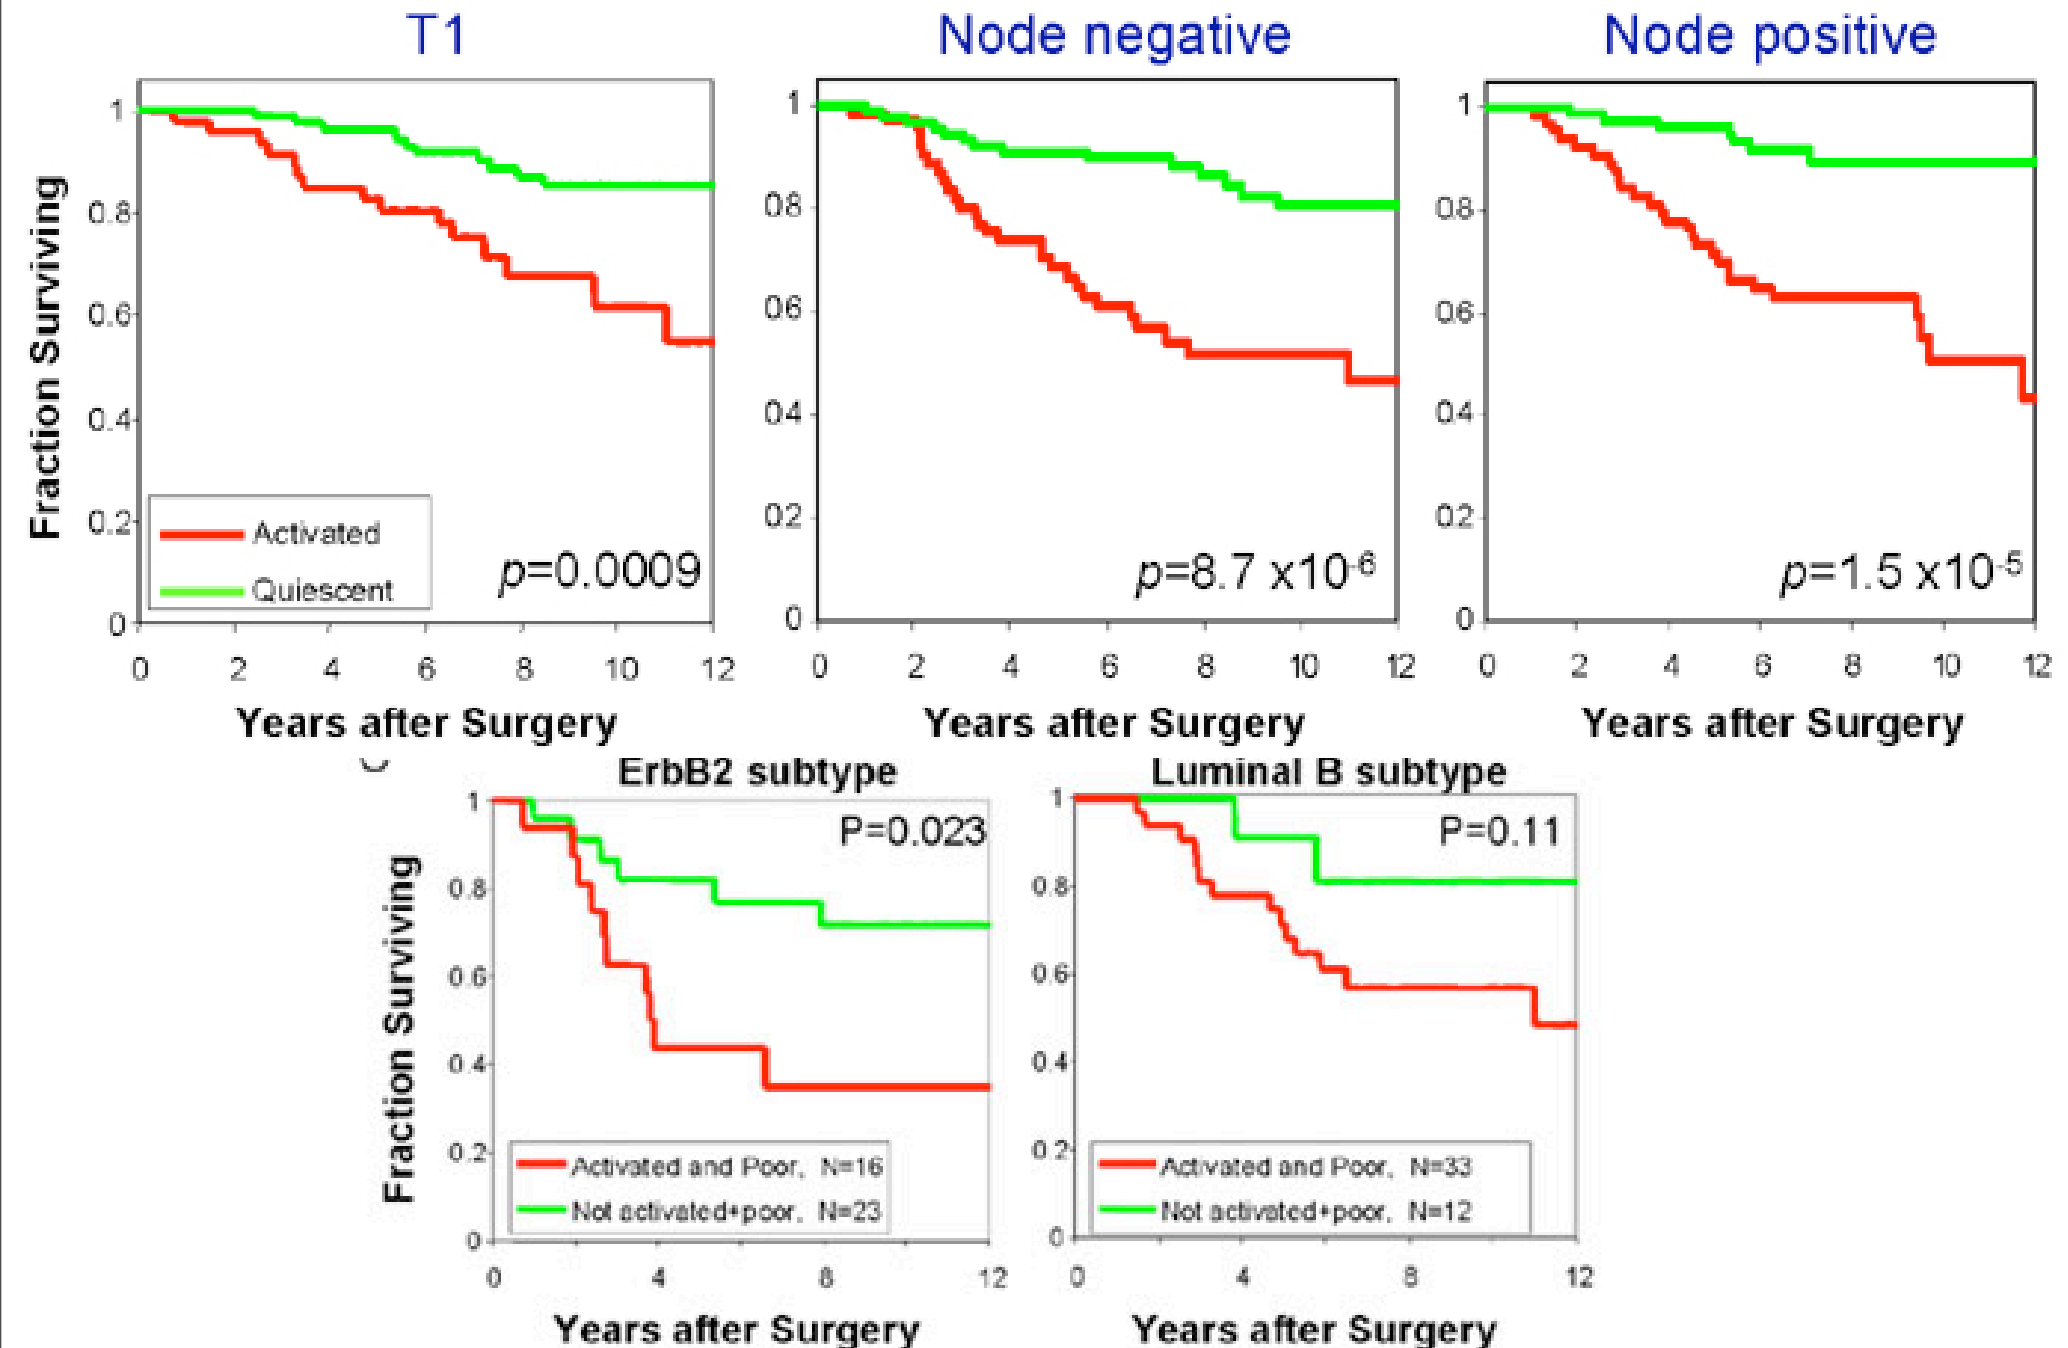 T1
Node negative
Node positive
Fraction Surviving
1
0.8
0.6
0.4
0.2
0
Activated
Quiescent
p=0.0009
0 2 4 6 8 10 12
Years after Surgery
1
08
06
04
02
0
p=8.7 x10-6
0 2 4 6 8 10 12
Years after Surgery
1
08
06
04
02
0
p=1.5 x10-5
0 2 4 6 8 10 12
Years after Surgery
ErbB2 subtype
Fraction Surviving
1
0.8
0.6
0.4
0.2
0
P=0.023
Activated and Poor, N=16
Not activated+poor, N=23
0 4 8 12
Years after Surgery
Luminal B subtype
1
0.8
0.6
0.4
0.2
0
P=0.11
Activated and Poor, N=33
Not activated+poor, N=12
0 4 8 12
Years after Surgery